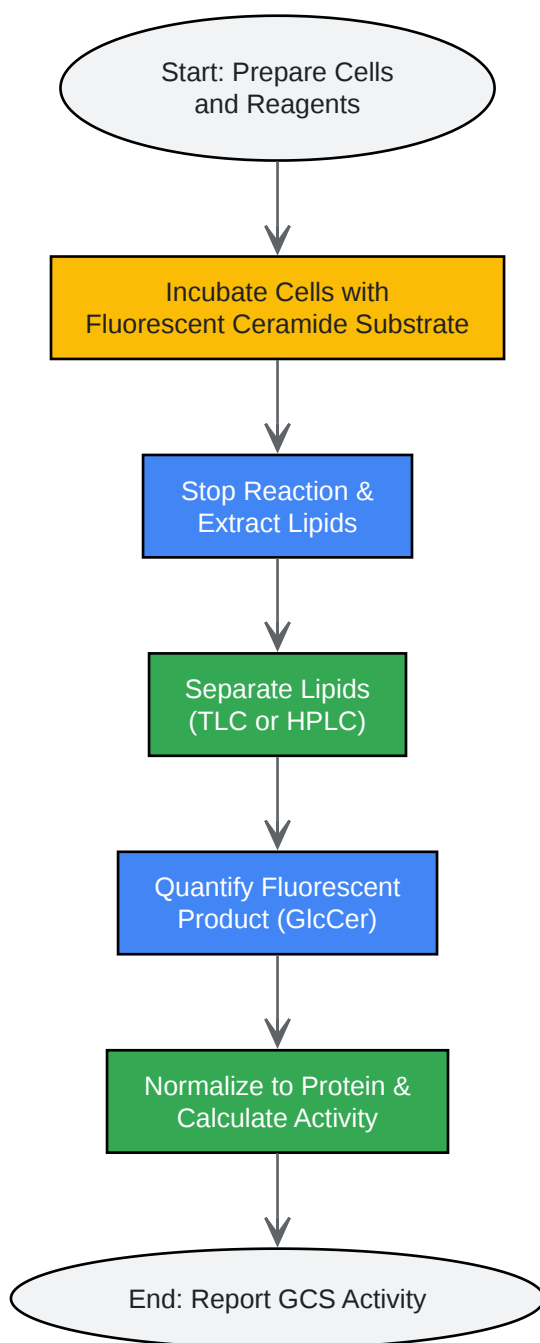 Start: Prepare Cells
and Reagents
Incubate Cells with
Fluorescent Ceramide Substrate
Stop Reaction &
Extract Lipids
Separate Lipids
(TLC or HPLC)
Quantify Fluorescent
Product (GlcCer)
Normalize to Protein &
Calculate Activity
End: Report GCS Activity